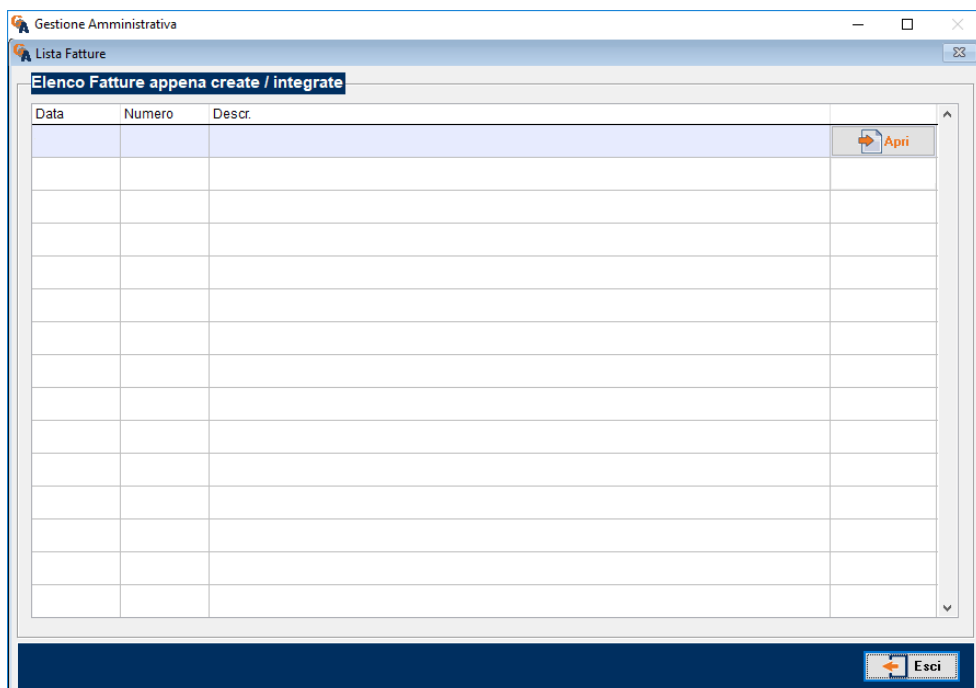 Gestione Amministrativa
Lista Fatture
Elenco Fatture appena create / integrate
Data Numero Descr.
Apri
Esci